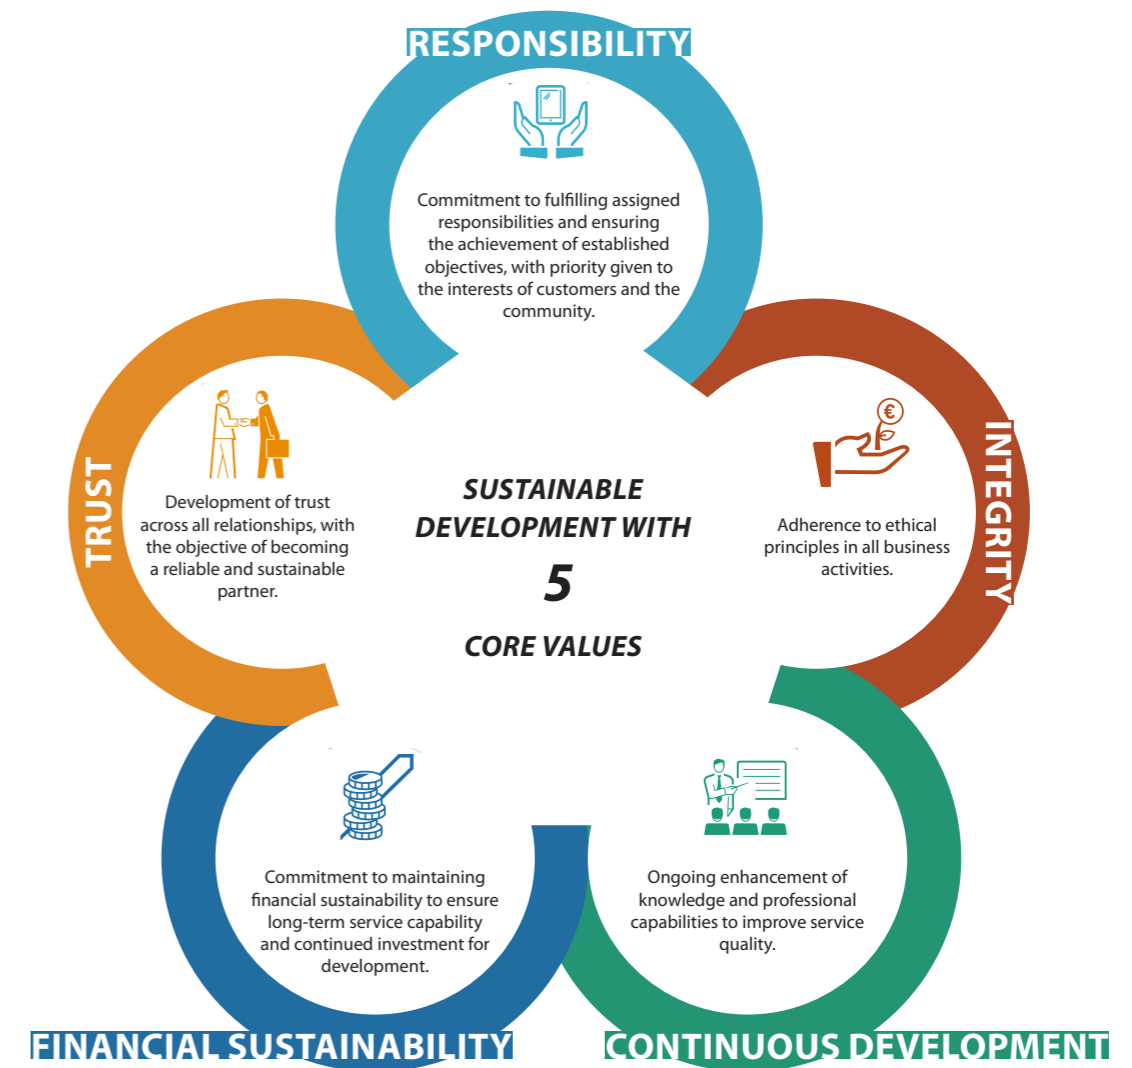 RESPONSIBILITY
Commitment to fulfilling assigned
responsibilities and ensuring
the achievement of established
objectives, with priority given to
the interests of customers and the
community.
TRUST
Development of trust
across all relationships, with
the objective of becoming
a reliable and sustainable
partner.
SUSTAINABLE
DEVELOPMENT WITH
5
CORE VALUES
€
INTEGRITY
Adherence to ethical
principles in all business
activities.
Commitment to maintaining
financial sustainability to ensure
long-term service capability
and continued investment for
development.
FINANCIAL SUSTAINABILITY
Ongoing enhancement of
knowledge and professional
capabilities to improve service
quality.
CONTINUOUS DEVELOPMENT